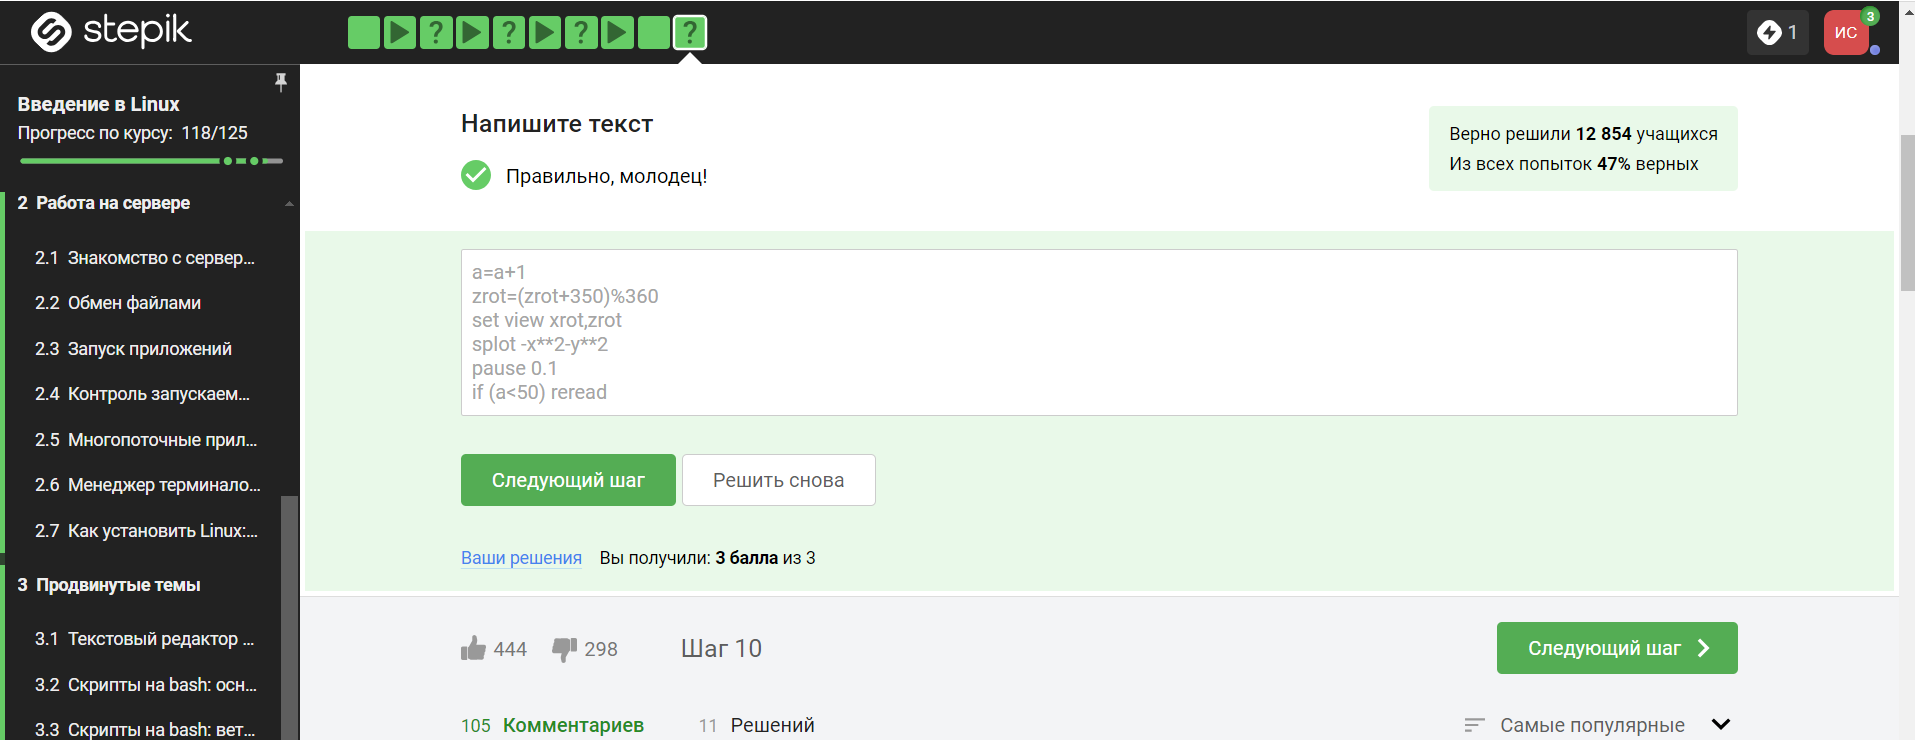 stepik
? ? ? ?
1
ИС
3
Введение в Linux
Прогресс по курсу: 118/125
2 Работа на сервере
2.1 Знакомство с сервер...
2.2 Обмен файлами
2.3 Запуск приложений
2.4 Контроль запускаем...
2.5 Многопоточные прил...
2.6 Менеджер терминало...
2.7 Как установить Linux:...
3 Продвинутые темы
3.1 Текстовый редактор ...
3.2 Скрипты на bash: осн...
3.3 Скрипты на bash: вет...
Напишите текст
Правильно, молодец!
Верно решили 12 854 учащихся
Из всех попыток 47% верных
a=a+1
zrot=(zrot+350)%360
set view xrot,zrot
splot -x**2-y**2
pause 0.1
if (a<50) reread
Следующий шаг
Решить снова
Ваши решения Вы получили: 3 балла из 3
444 298 Шаг 10
Следующий шаг
105 Комментариев 11 Решений
Самые популярные